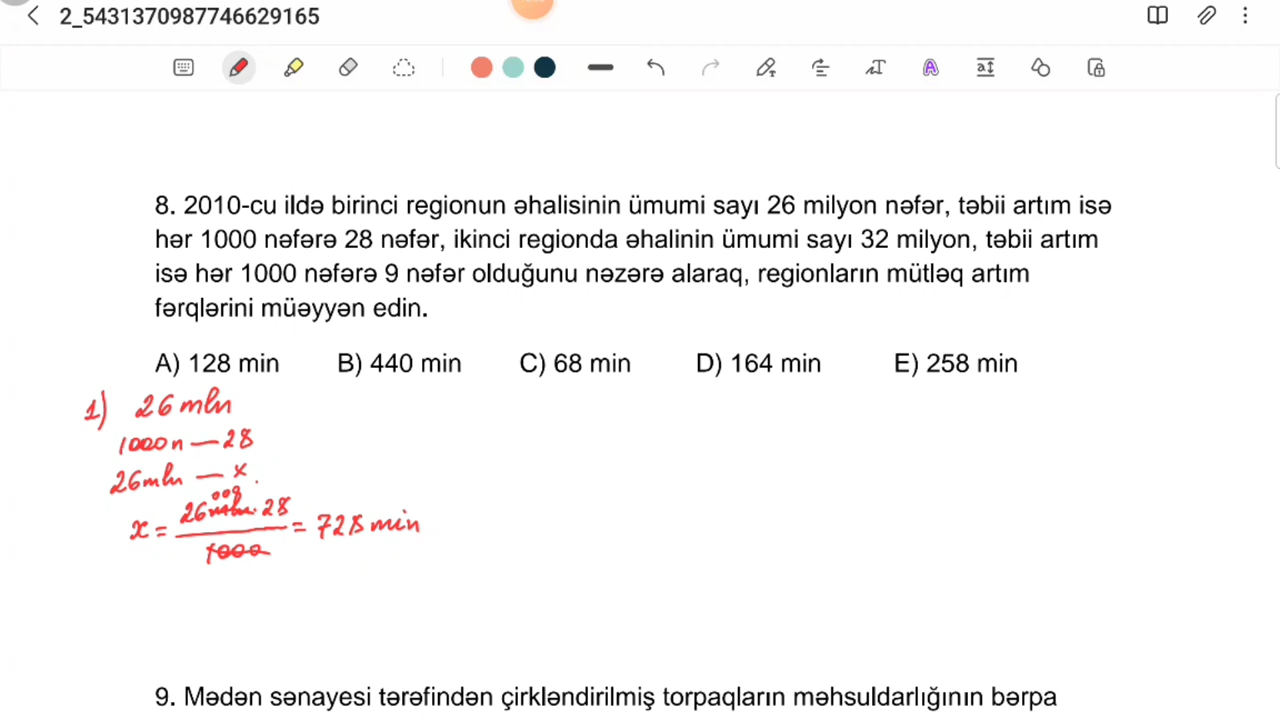 2_5431370987746629165
8. 2010-cu ildə birinci regionun əhalisinin ümumi sayı 26 milyon nəfər, təbii artım isə
hər 1000 nəfərə 28 nəfər, ikinci regionda əhalinin ümumi sayı 32 milyon, təbii artım
isə hər 1000 nəfərə 9 nəfər olduğunu nəzərə alaraq, regionların mütləq artım
fərqlərini müəyyən edin.
A) 128 min B) 440 min C) 68 min D) 164 min E) 258 min
1) 26 mln
1000 n — 28
26 mln — x.
x = 26 000 · 28 / 1000 = 728 min
9. Mədən sənayesi tərəfindən çirkləndirilmiş torpaqların məhsuldarlığının bərpa